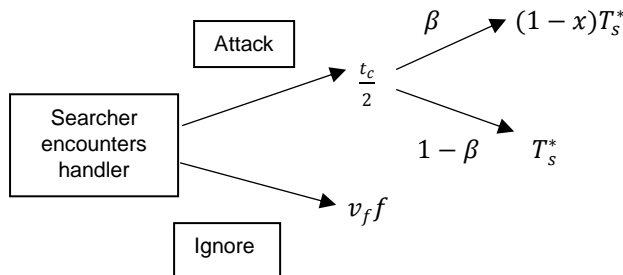 Attack
β
(1 − x)T_s^*
t_c/2
Searcher
encounters
handler
1 − β
T_s^*
v_f f
Ignore